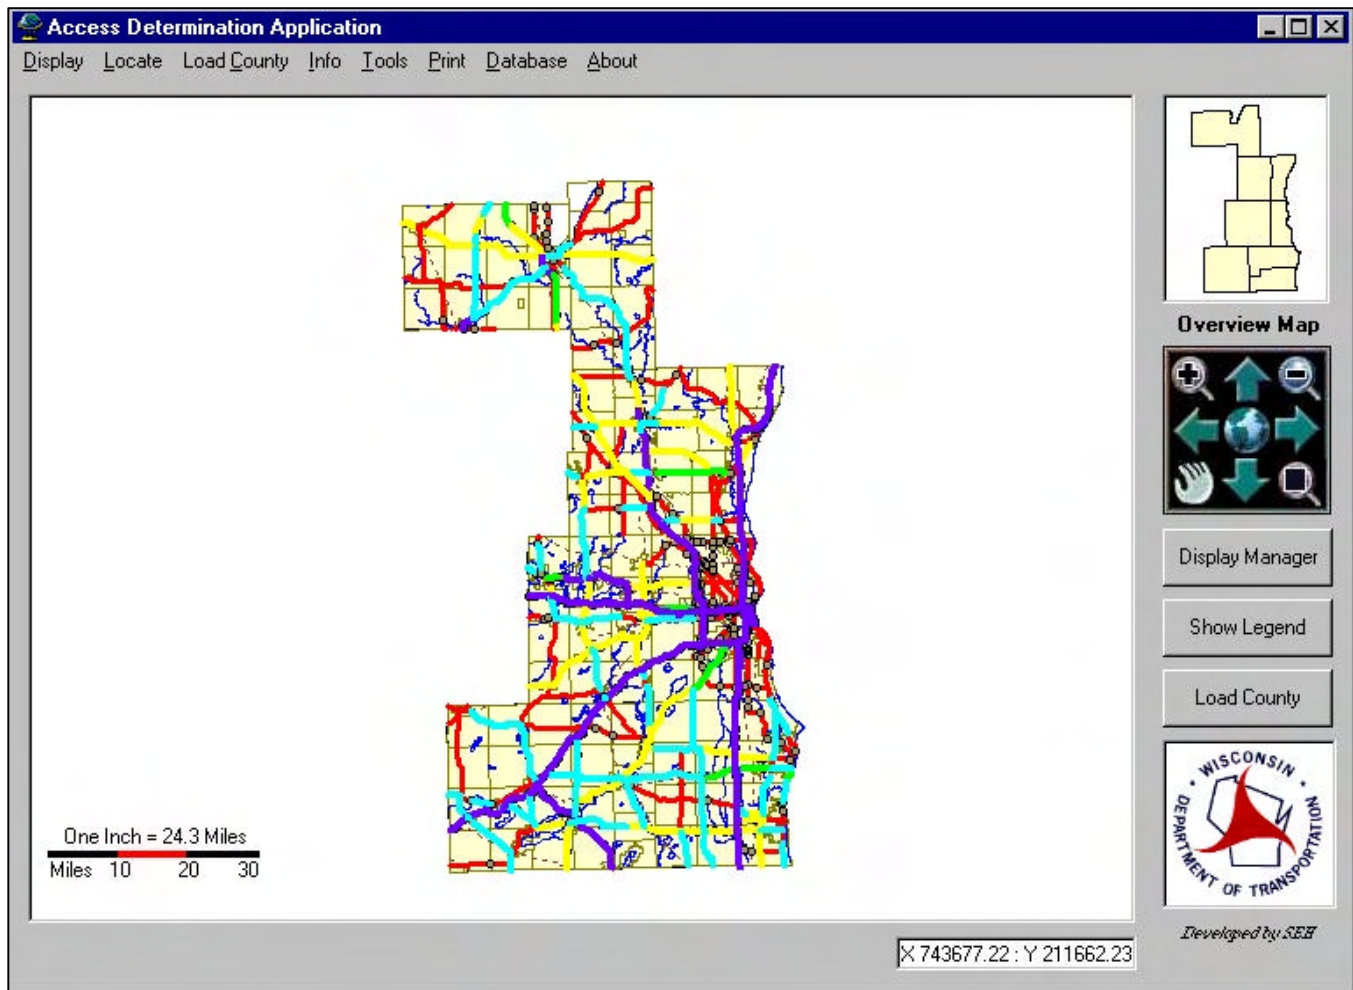 Access Determination Application
Display Locate Load County Info Tools Print Database About
Overview Map
Display Manager
Show Legend
Load County
One Inch = 24.3 Miles
Miles 10 20 30
WISCONSIN
DEPARTMENT OF TRANSPORTATION
Developed by SEH
X 743677.22 : Y 211662.23